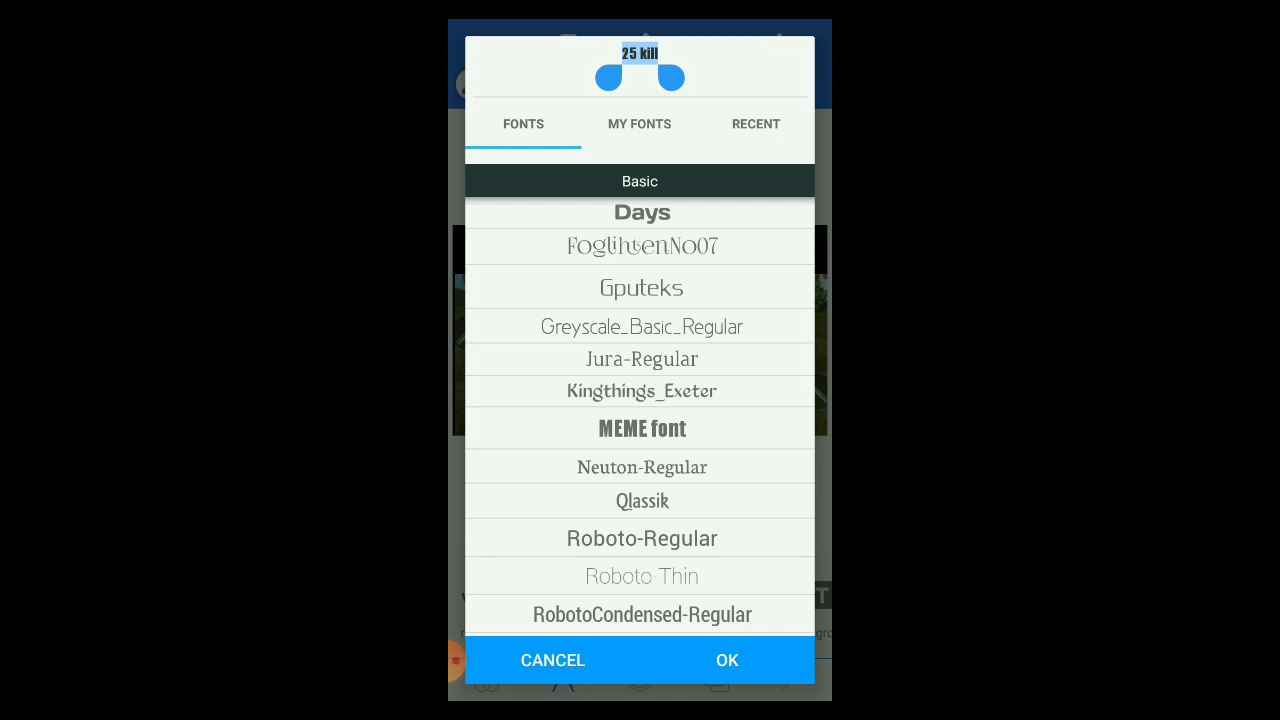 25 kill
FONTS MY FONTS RECENT
Basic
Days
FoglihtenNo07
Gputeks
Greyscale_Basic_Regular
Jura-Regular
Kingthings_Exeter
MEME font
Neuton-Regular
Qlassik
Roboto-Regular
Roboto-Thin
RobotoCondensed-Regular
CANCEL OK